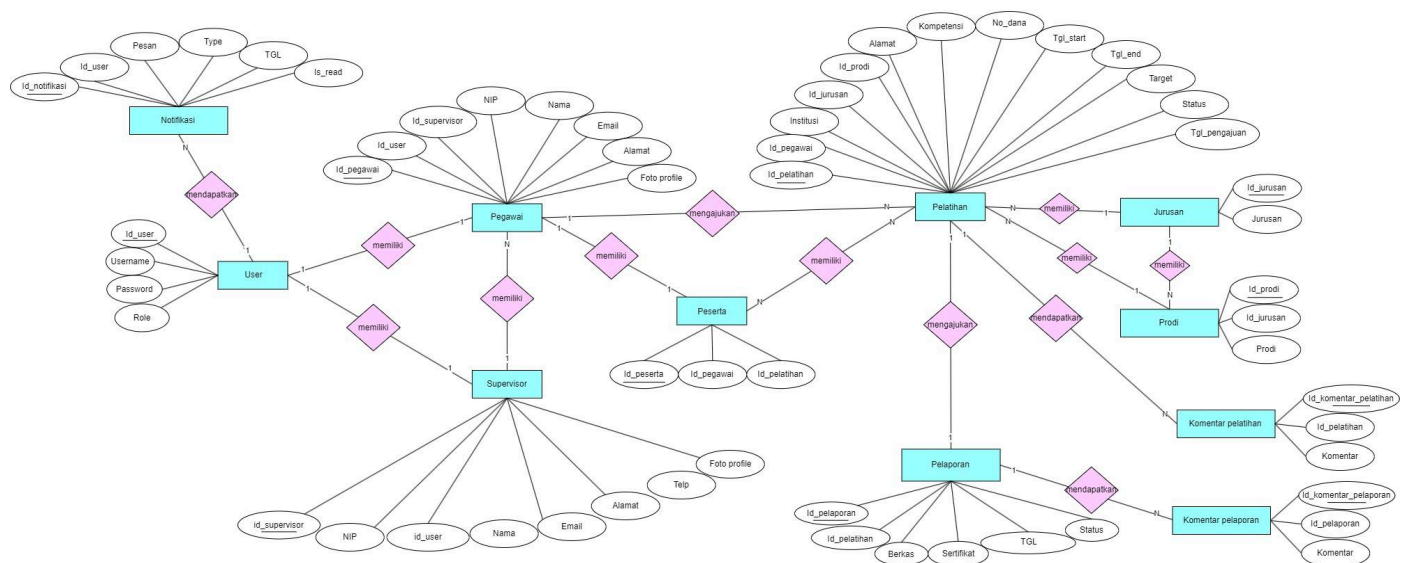 Id_notifikasi
Id_user
Pesan
Type
TGL
Is_read
Notifikasi
N
mendapatkan
1
Id_user
Username
Password
Role
User
1
memiliki
1
1
memiliki
1
Id_pegawai
Id_user
Id_supervisor
NIP
Nama
Email
Alamat
Foto profile
Pegawai
N
memiliki
1
Supervisor
id_supervisor
NIP
id_user
Nama
Email
Alamat
Telp
Foto profile
1
mengajukan
N
1
memiliki
1
Peserta
Id_peserta
Id_pegawai
Id_pelatihan
N
memiliki
N
Id_pelatihan
Id_pegawai
Institusi
Id_jurusan
Id_prodi
Alamat
Kompetensi
No_dana
Tgl_start
Tgl_end
Target
Status
Tgl_pengajuan
Pelatihan
N
memiliki
1
Jurusan
Id_jurusan
Jurusan
1
memiliki
N
N
memiliki
1
Prodi
Id_prodi
Id_jurusan
Prodi
1
mendapatkan
N
Komentar pelatihan
Id_komentar_pelatihan
Id_pelatihan
Komentar
1
mengajukan
1
Pelaporan
Id_pelaporan
Id_pelatihan
Berkas
Sertifikat
TGL
Status
1
mendapatkan
N
Komentar pelaporan
Id_komentar_pelaporan
Id_pelaporan
Komentar